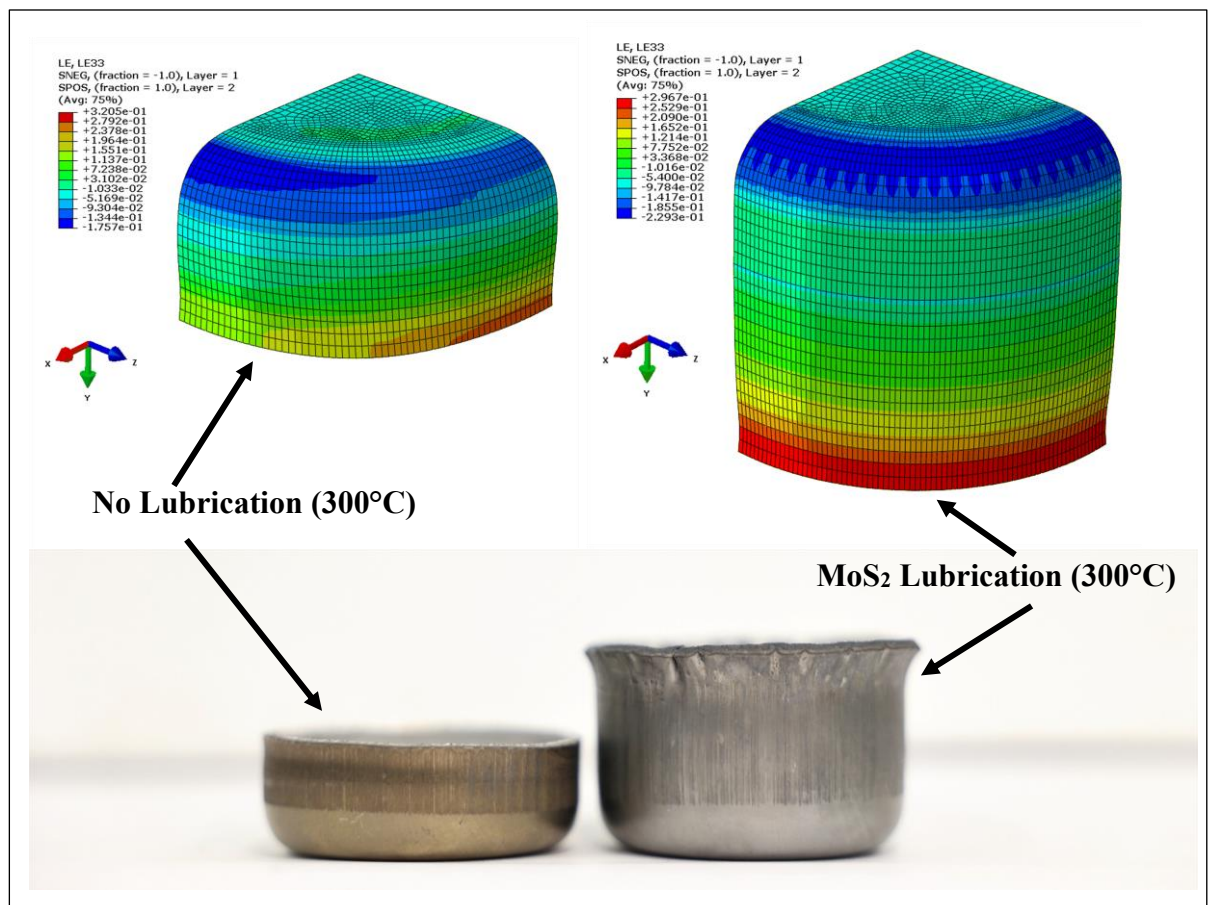 LE, LE33
SNEG, (fraction = -1.0), Layer = 1
SPOS, (fraction = 1.0), Layer = 2
(Avg: 75%)
+3.205e-01
+2.792e-01
+2.378e-01
+1.964e-01
+1.551e-01
+1.137e-01
+7.238e-02
+3.102e-02
-1.033e-02
-5.169e-02
-9.304e-02
-1.344e-01
-1.757e-01
X
Y
Z
LE, LE33
SNEG, (fraction = -1.0), Layer = 1
SPOS, (fraction = 1.0), Layer = 2
(Avg: 75%)
+2.967e-01
+2.529e-01
+2.090e-01
+1.652e-01
+1.214e-01
+7.752e-02
+3.368e-02
-1.016e-02
-5.400e-02
-9.784e-02
-1.417e-01
-1.855e-01
-2.293e-01
X
Y
Z
No Lubrication (300°C)
MoS₂ Lubrication (300°C)